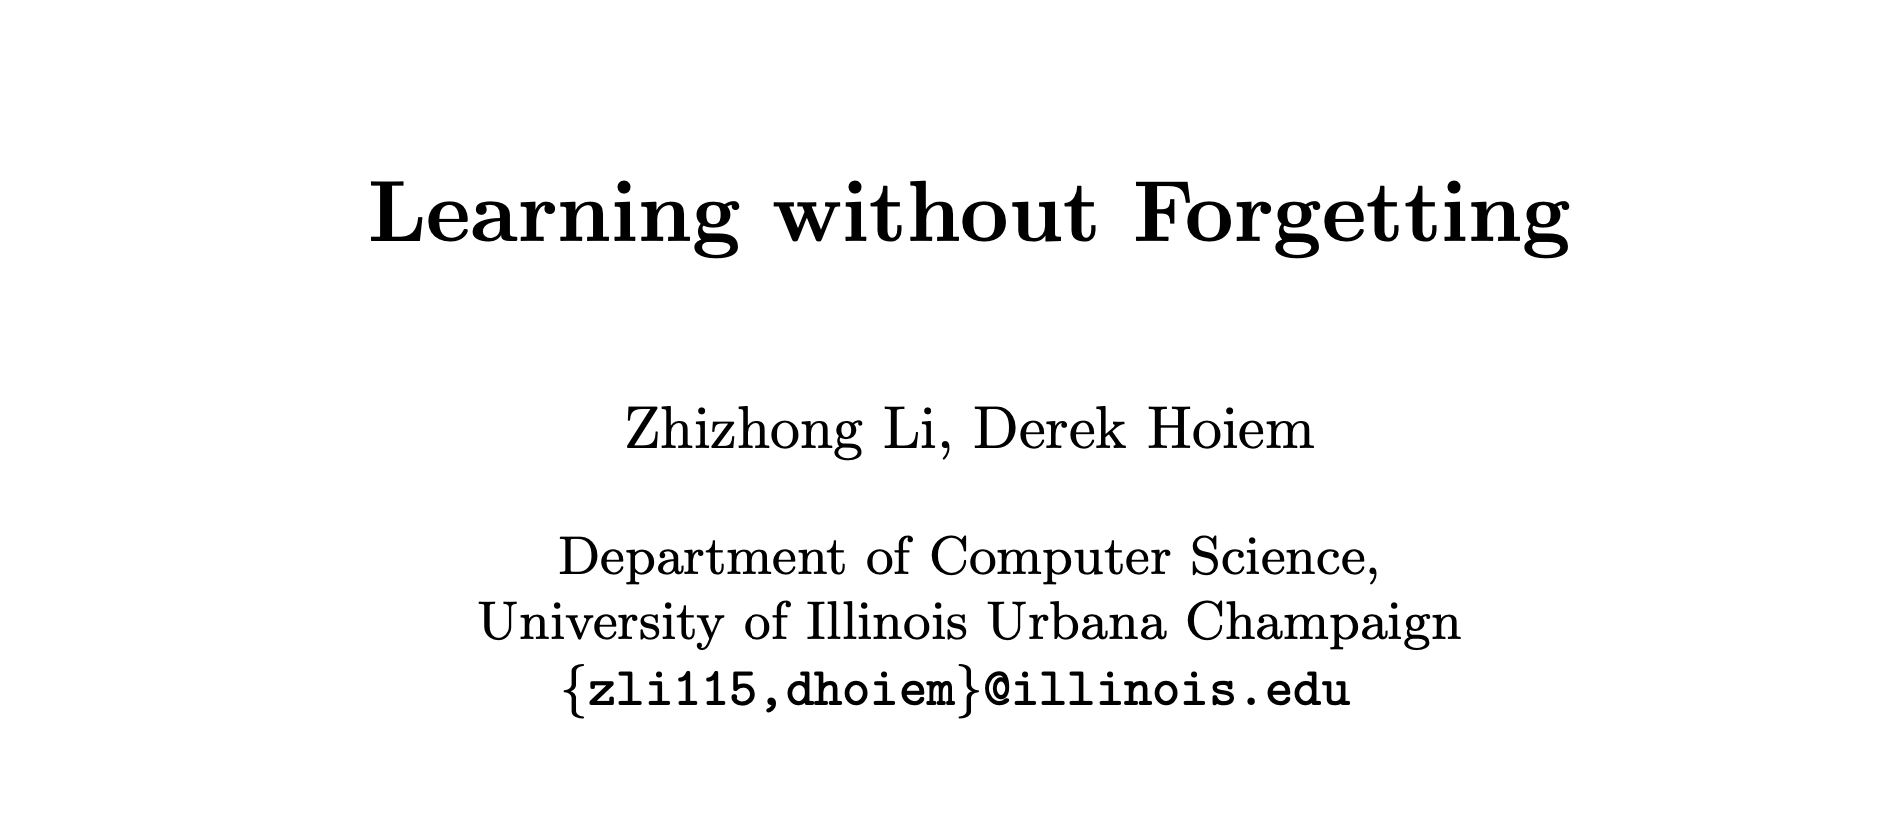 Learning without Forgetting
Zhizhong Li, Derek Hoiem
Department of Computer Science,
University of Illinois Urbana Champaign
{zli115,dhoiem}@illinois.edu